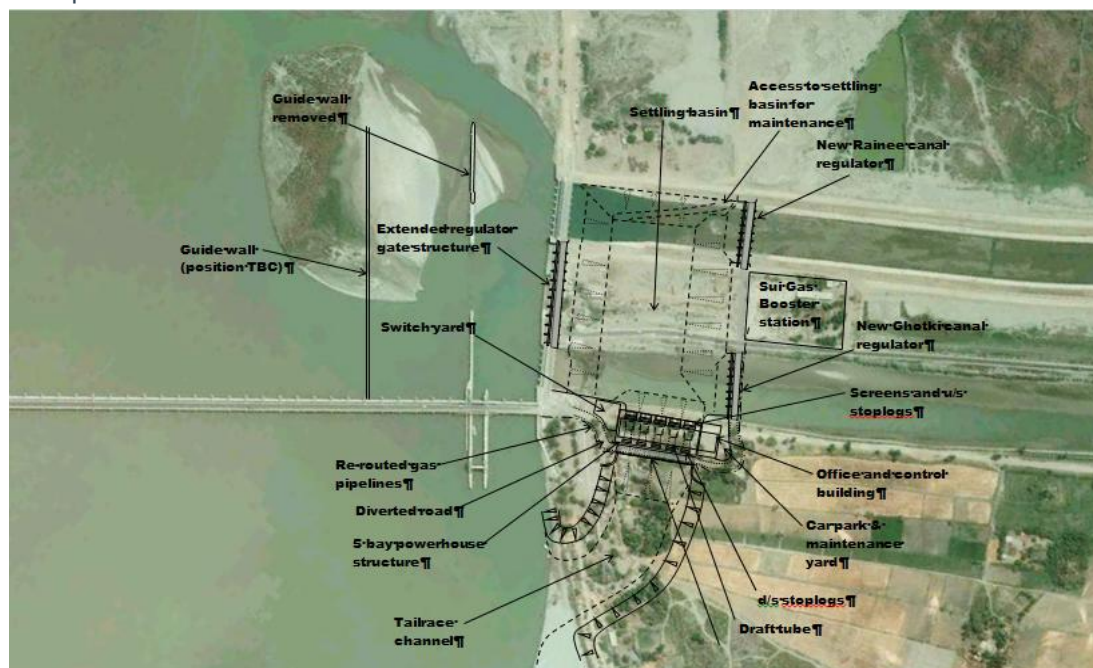 Guide wall
removed¶
Settling basin¶
Access to settling
basin for
maintenance¶
New Rainee canal
regulator¶
Extended regulator
gate structure¶
Guide wall
(position TBC)¶
Sui Gas
Booster
station¶
Switch yard¶
New Ghotki canal
regulator¶
Screens and u/s
stoplogs¶
Re-routed gas
pipelines¶
Office and control
building¶
Diverted road¶
5 bay powerhouse
structure¶
Car park &
maintenance
yard¶
d/s stoplogs¶
Tailrace
channel¶
Draft tube¶